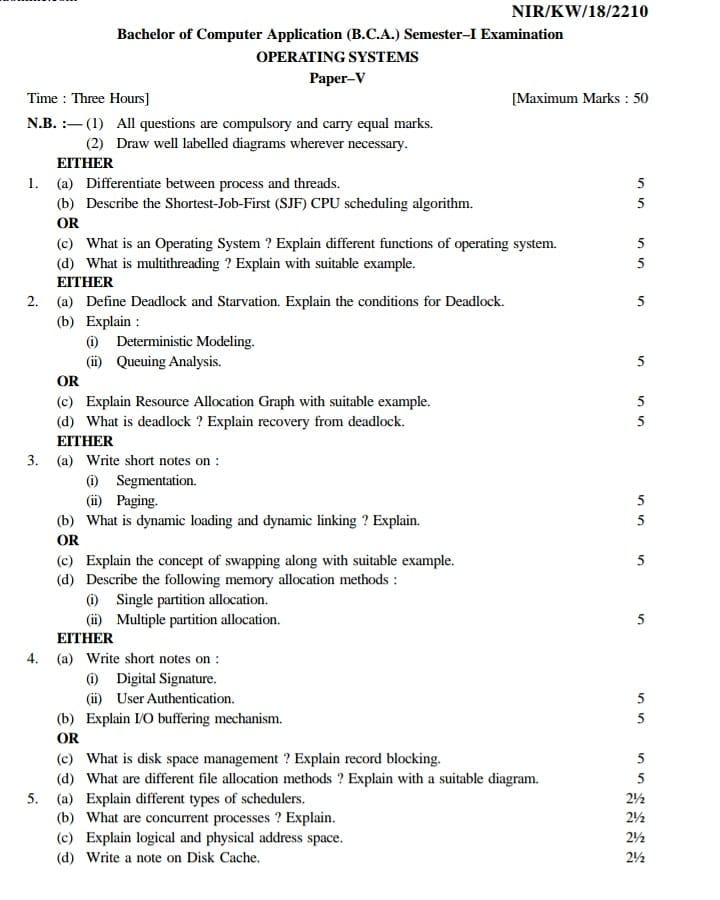 NIR/KW/18/2210
Bachelor of Computer Application (B.C.A.) Semester–I Examination
OPERATING SYSTEMS
Paper–V
Time : Three Hours] [Maximum Marks : 50
N.B. :— (1) All questions are compulsory and carry equal marks.
(2) Draw well labelled diagrams wherever necessary.
EITHER
1. (a) Differentiate between process and threads. 5
(b) Describe the Shortest-Job-First (SJF) CPU scheduling algorithm. 5
OR
(c) What is an Operating System ? Explain different functions of operating system. 5
(d) What is multithreading ? Explain with suitable example. 5
EITHER
2. (a) Define Deadlock and Starvation. Explain the conditions for Deadlock. 5
(b) Explain :
(i) Deterministic Modeling.
(ii) Queuing Analysis. 5
OR
(c) Explain Resource Allocation Graph with suitable example. 5
(d) What is deadlock ? Explain recovery from deadlock. 5
EITHER
3. (a) Write short notes on :
(i) Segmentation.
(ii) Paging. 5
(b) What is dynamic loading and dynamic linking ? Explain. 5
OR
(c) Explain the concept of swapping along with suitable example. 5
(d) Describe the following memory allocation methods :
(i) Single partition allocation.
(ii) Multiple partition allocation. 5
EITHER
4. (a) Write short notes on :
(i) Digital Signature.
(ii) User Authentication. 5
(b) Explain I/O buffering mechanism. 5
OR
(c) What is disk space management ? Explain record blocking. 5
(d) What are different file allocation methods ? Explain with a suitable diagram. 5
5. (a) Explain different types of schedulers. 2½
(b) What are concurrent processes ? Explain. 2½
(c) Explain logical and physical address space. 2½
(d) Write a note on Disk Cache. 2½